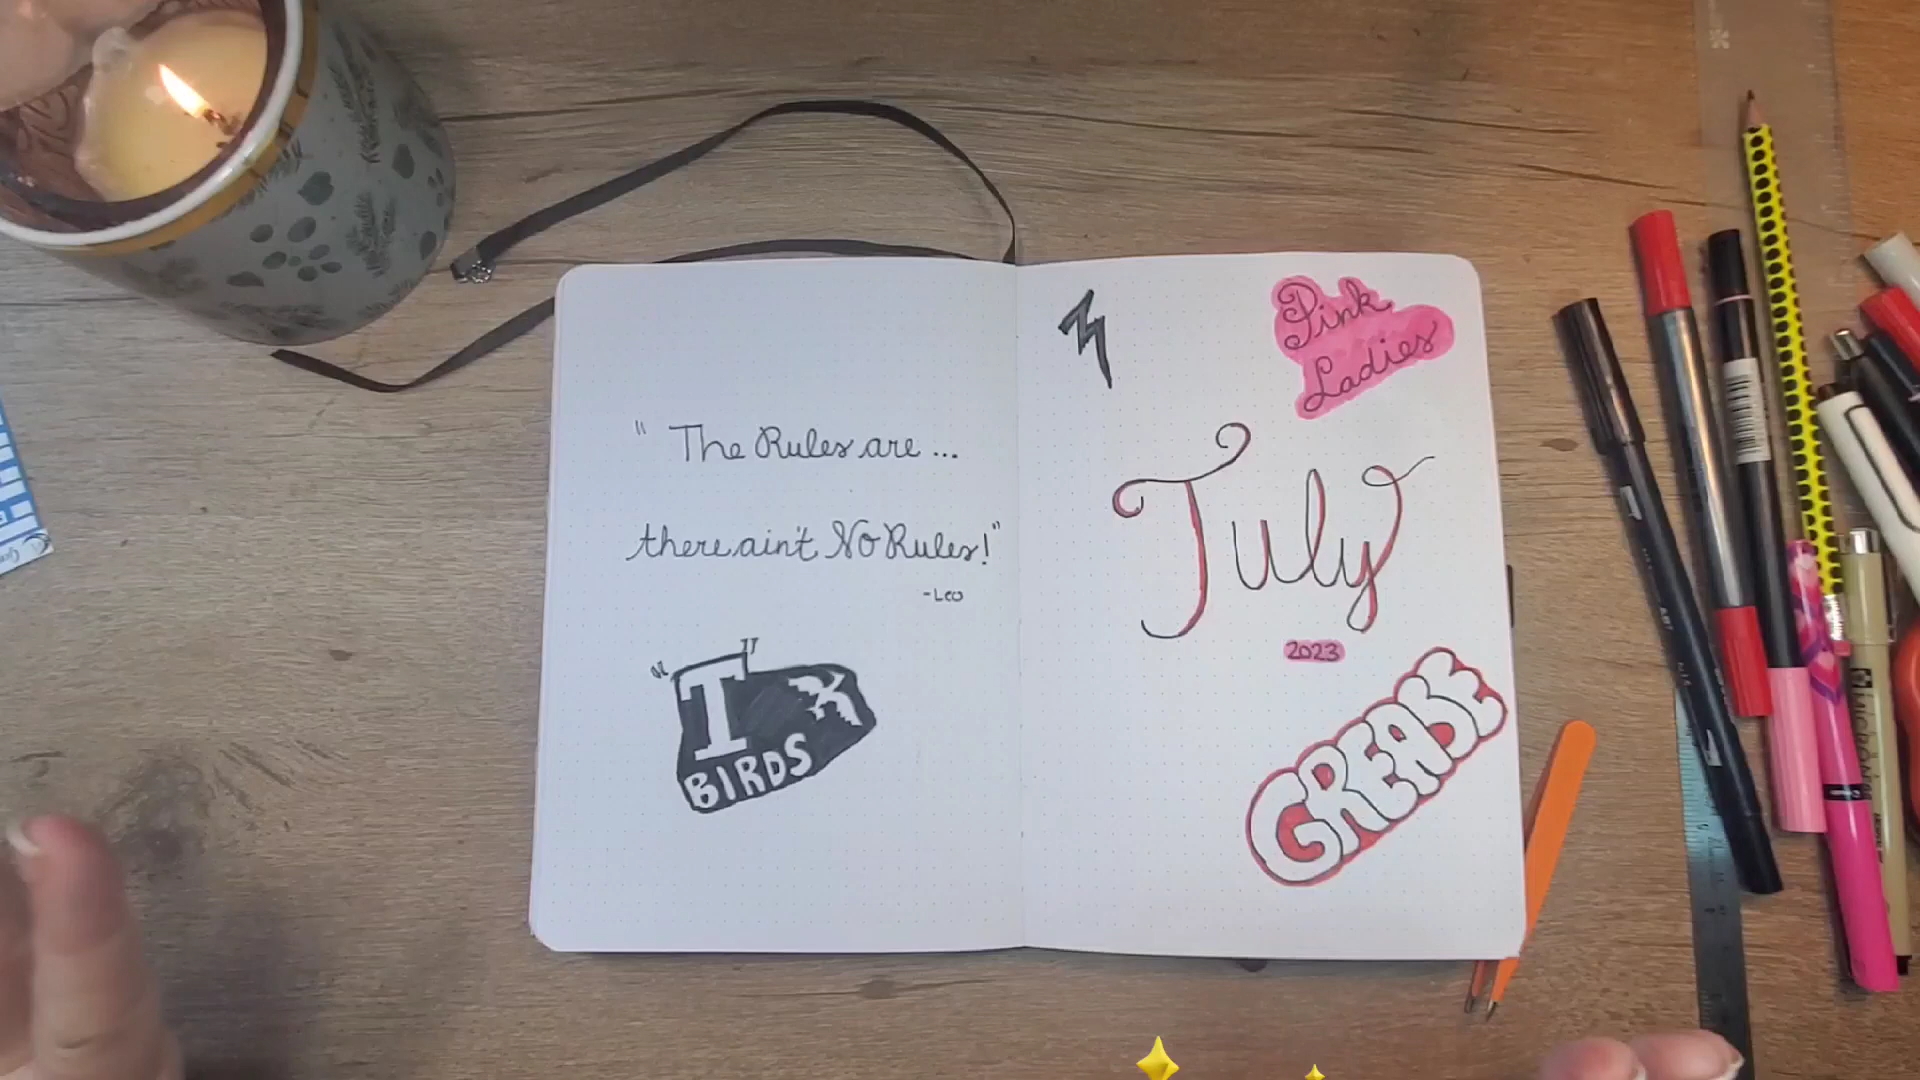 " The Rules are ...
there ain't No Rules!"
-Leo
"T"
BIRDS
Pink
Ladies
July
2023
GREASE